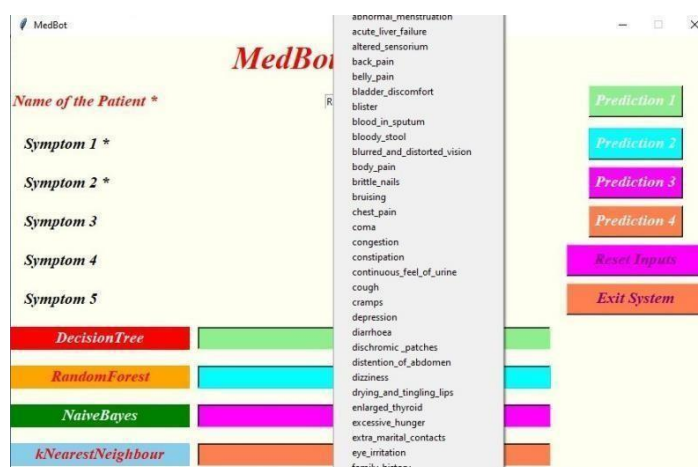 MedBot
MedBo
Name of the Patient *
R
Symptom 1 *
Symptom 2 *
Symptom 3
Symptom 4
Symptom 5
DecisionTree
RandomForest
NaiveBayes
kNearestNeighbour
abnormal_menstruation
acute_liver_failure
altered_sensorium
back_pain
belly_pain
bladder_discomfort
blister
blood_in_sputum
bloody_stool
blurred_and_distorted_vision
body_pain
brittle_nails
bruising
chest_pain
coma
congestion
constipation
continuous_feel_of_urine
cough
cramps
depression
diarrhoea
dischromic _patches
distention_of_abdomen
dizziness
drying_and_tingling_lips
enlarged_thyroid
excessive_hunger
extra_marital_contacts
eye_irritation
family_history
Prediction 1
Prediction 2
Prediction 3
Prediction 4
Reset Inputs
Exit System